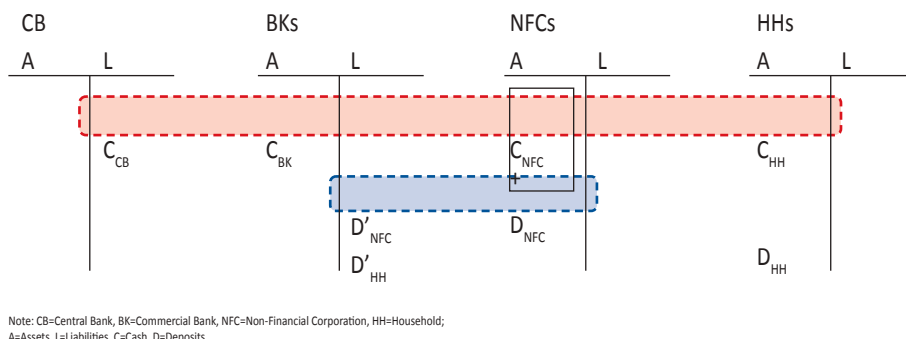 CB BKs NFCs HHs
A L A L A L A L
C_CB C_BK C_NFC C_HH
+
D'_NFC D_NFC
D'_HH D_HH
Note: CB=Central Bank, BK=Commercial Bank, NFC=Non-Financial Corporation, HH=Household;
A=Assets, L=Liabilities, C=Cash, D=Deposits